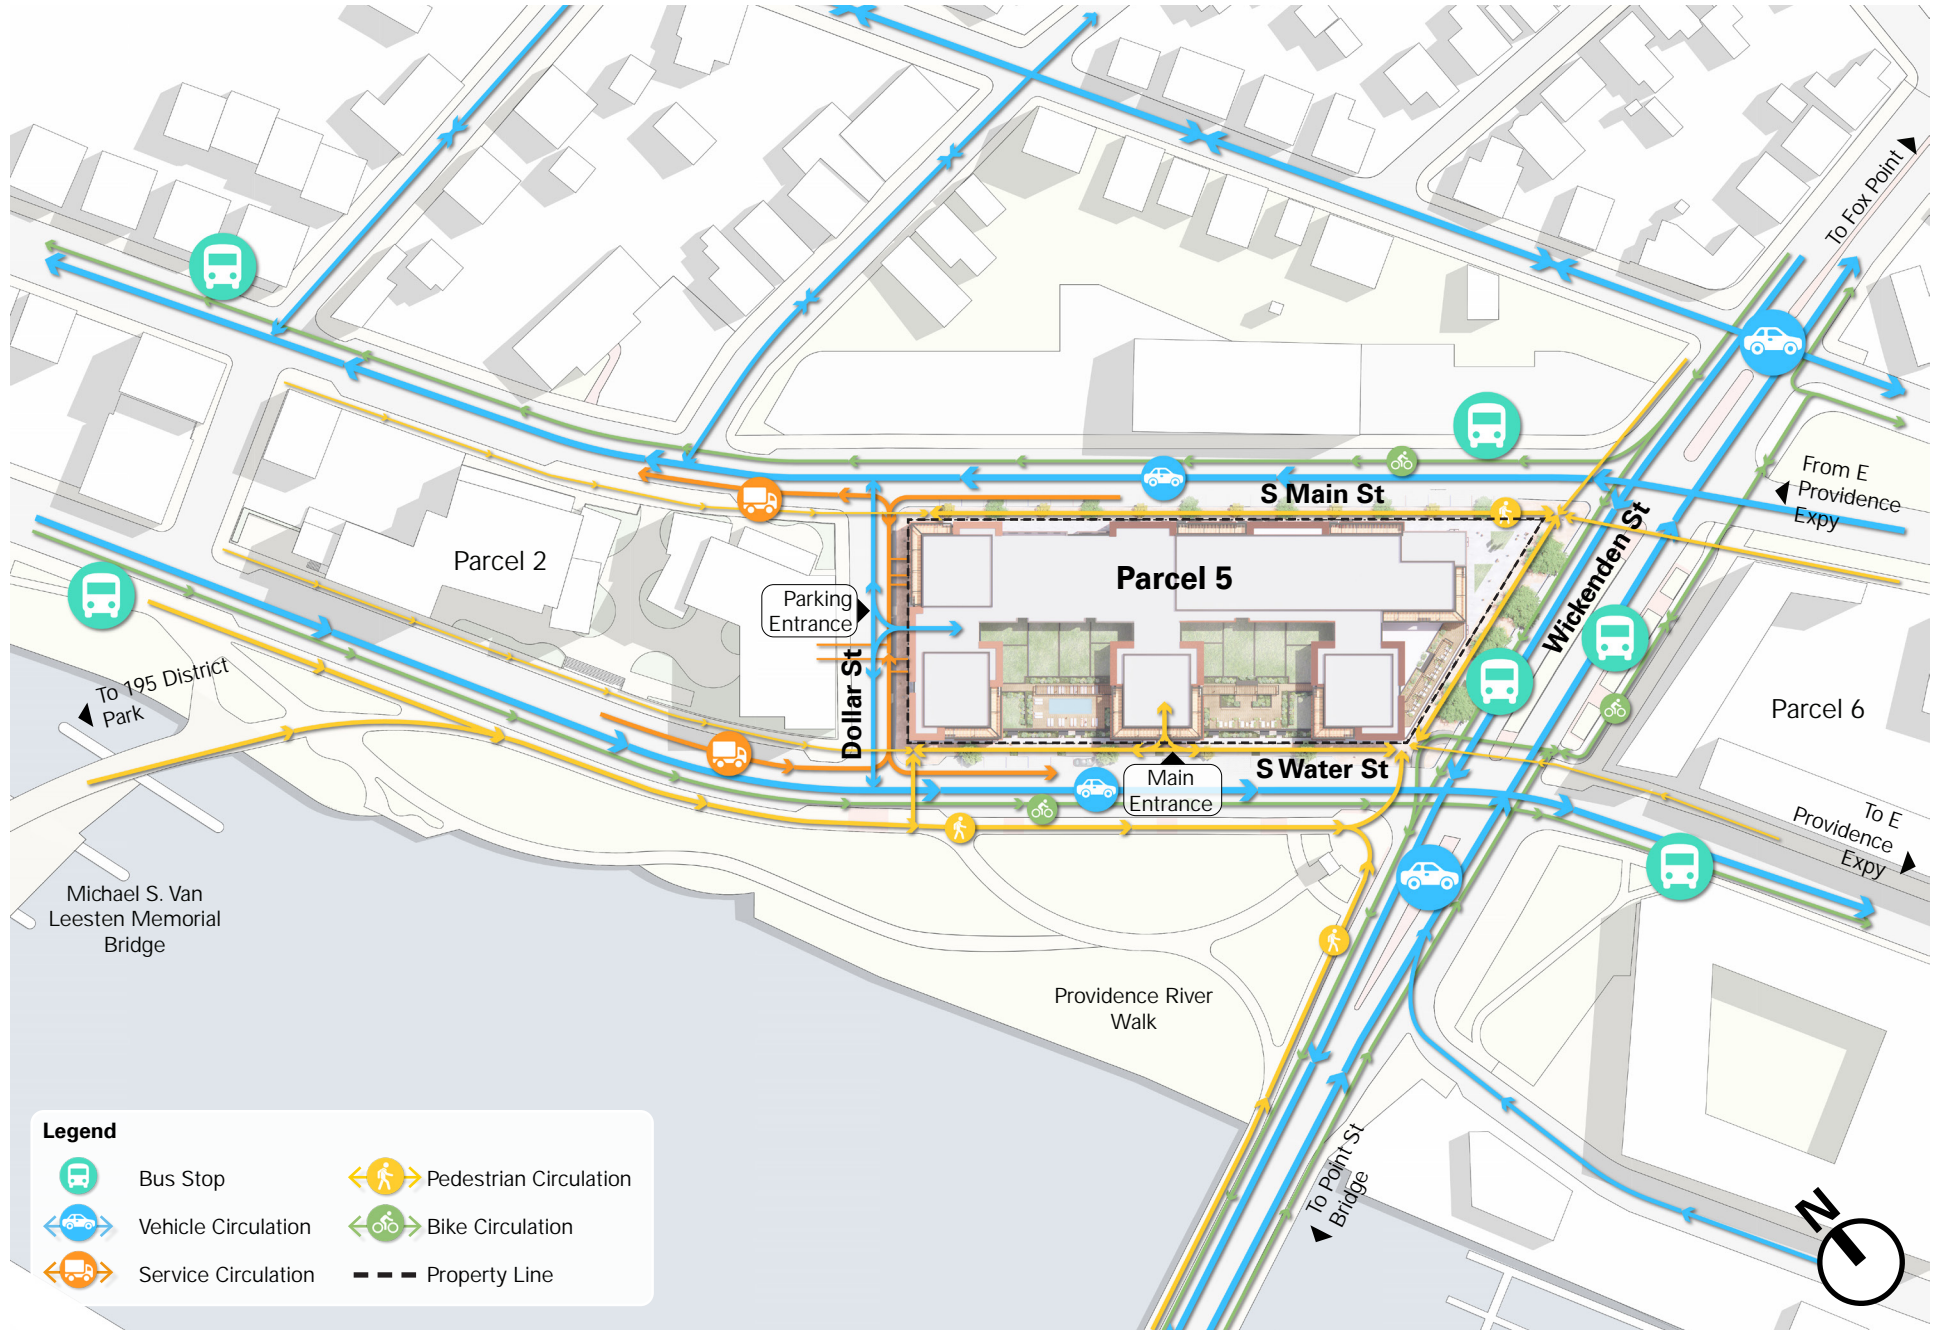 To Fox Point
From E
Providence
Expy
S Main St
Parcel 2
Parcel 5
Parking
Entrance
Wickenden St
Dollar St
To 195 District
Park
Parcel 6
S Water St
Main
Entrance
To E
Providence
Expy
Michael S. Van
Leesten Memorial
Bridge
Providence River
Walk
To Point St
Bridge
Legend
Bus Stop
Pedestrian Circulation
Vehicle Circulation
Bike Circulation
Service Circulation
Property Line
N